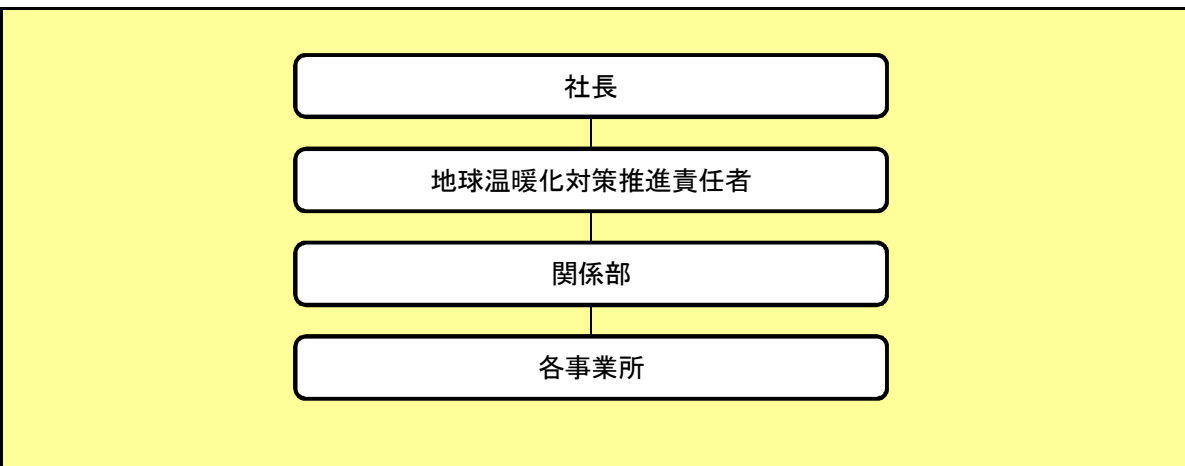 社長
地球温暖化対策推進責任者
関係部
各事業所